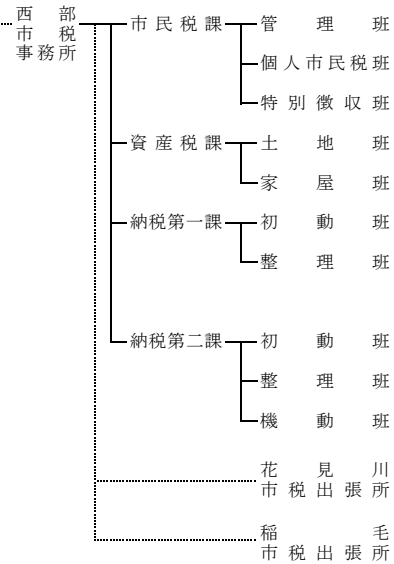 西部
市税
事務所
市民税課
管理班
個人市民税班
特別徴収班
資産税課
土地班
家屋班
納税第一課
初動班
整理班
納税第二課
初動班
整理班
機動班
花見川
市税出張所
稲毛
市税出張所